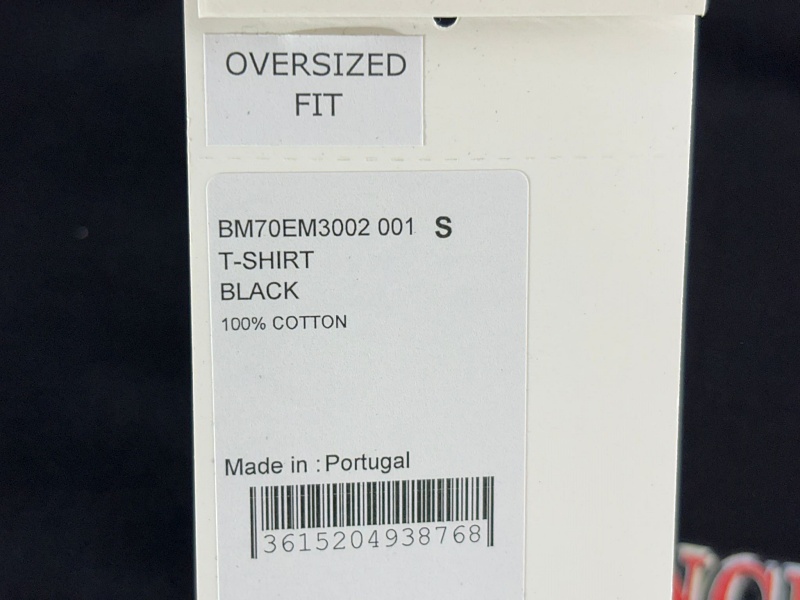 OVERSIZED
FIT
BM70EM3002 001 S
T-SHIRT
BLACK
100% COTTON
Made in : Portugal
3615204938768